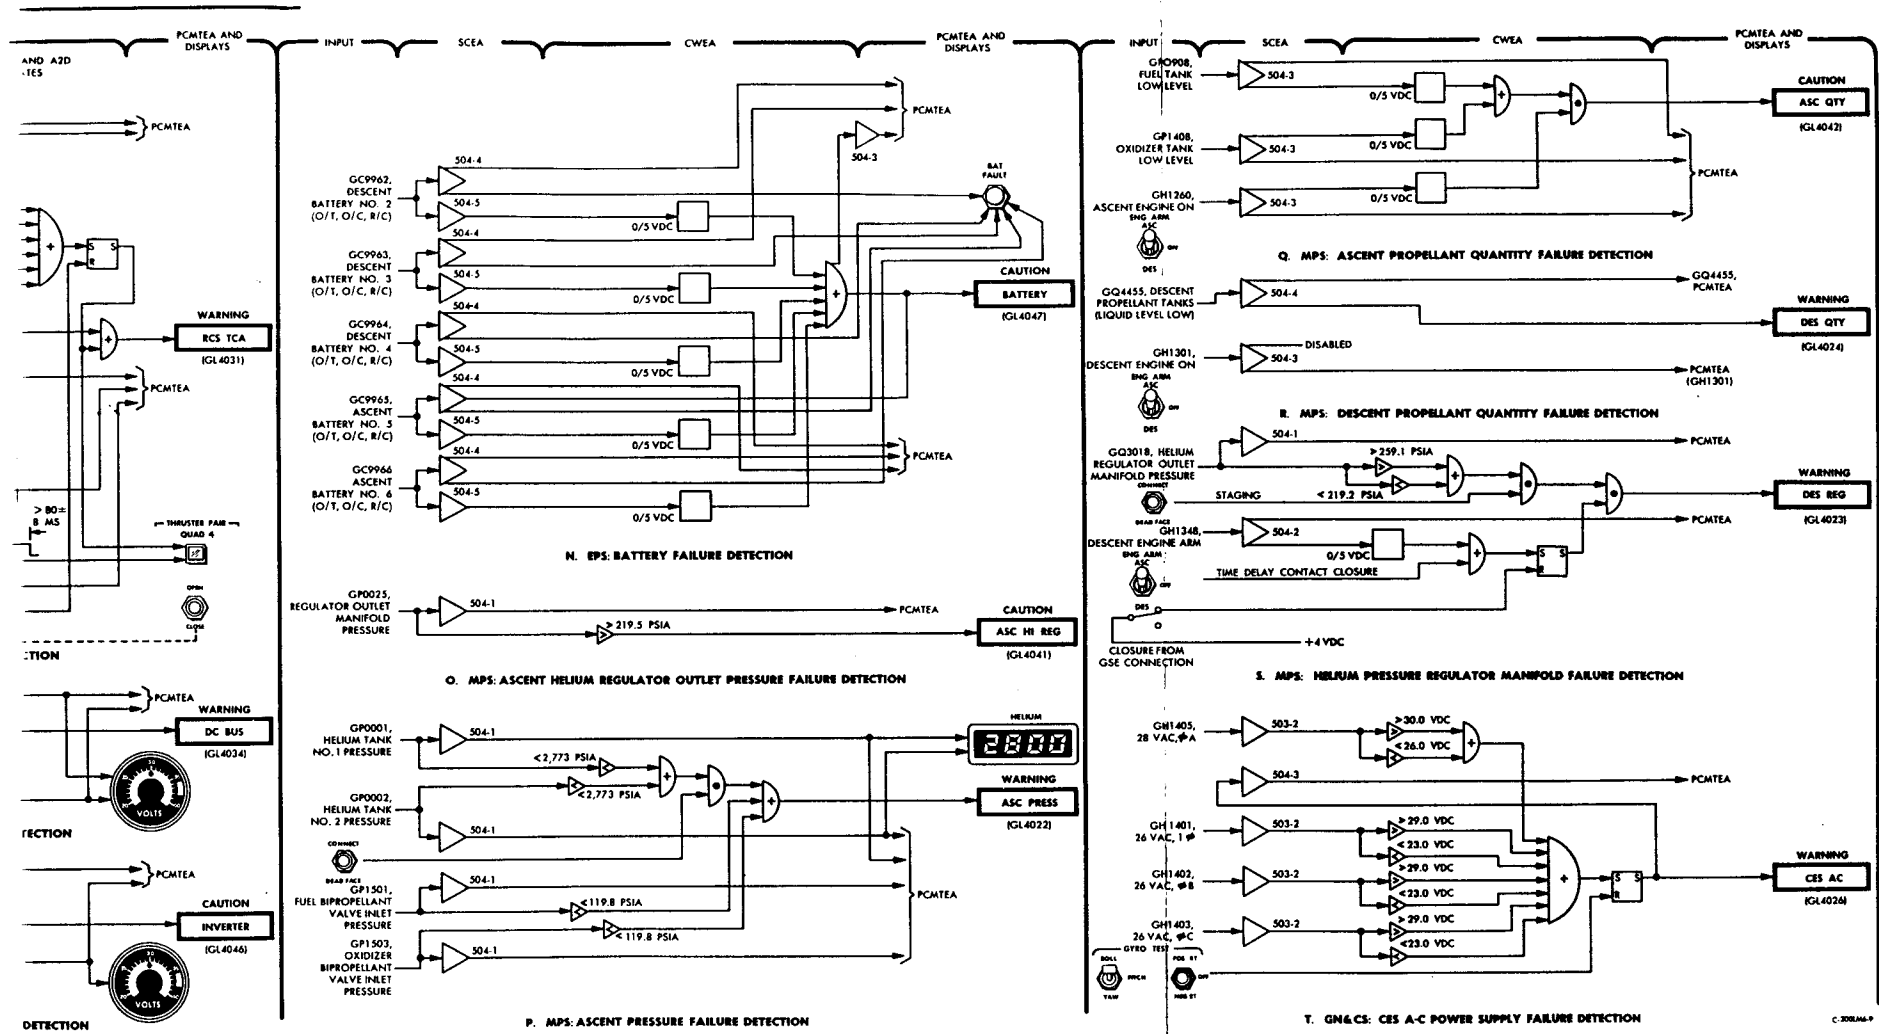 PCMTEA AND
DISPLAYS
AND A2D
PCMTEA
WARNING
RCS TCA
(GL4031)
S S
R
+
+
PCMTEA
> 80
8 MS
THRUSTER PAIR
QUAD 4
OPEN
CLOSE
PCMTEA
WARNING
DC BUS
(GL4034)
VOLTS
PCMTEA
CAUTION
INVERTER
(GL4046)
VOLTS
DETECTION
INPUT
SCEA
CWEA
PCMTEA AND
DISPLAYS
PCMTEA
504-3
504-4
GC9962,
DESCENT
BATTERY NO. 2
(O/T, O/C, R/C)
504-5
0/5 VDC
BAT
FAULT
504-4
GC9963,
DESCENT
BATTERY NO. 3
(O/T, O/C, R/C)
504-5
0/5 VDC
+
CAUTION
BATTERY
(GL4047)
504-4
GC9964,
DESCENT
BATTERY NO. 4
(O/T, O/C, R/C)
504-5
0/5 VDC
504-4
GC9965,
ASCENT
BATTERY NO. 5
(O/T, O/C, R/C)
504-5
0/5 VDC
504-4
PCMTEA
GC9966
ASCENT
BATTERY NO. 6
(O/T, O/C, R/C)
504-5
0/5 VDC
N. EPS: BATTERY FAILURE DETECTION
GP0025,
REGULATOR OUTLET
MANIFOLD
PRESSURE
504-1
PCMTEA
> 219.5 PSIA
CAUTION
ASC HI REG
(GL4041)
O. MPS: ASCENT HELIUM REGULATOR OUTLET PRESSURE FAILURE DETECTION
GP0001,
HELIUM TANK
NO. 1 PRESSURE
504-1
HELIUM
2800
<2,773 PSIA
<2,773 PSIA
+
+
WARNING
ASC PRESS
(GL4022)
GP0002,
HELIUM TANK
NO. 2 PRESSURE
504-1
CONNECT
DEAD FACE
504-1
PCMTEA
GP1501,
FUEL BIPROPELLANT
VALVE INLET
PRESSURE
<119.8 PSIA
<119.8 PSIA
GP1503,
OXIDIZER
BIPROPELLANT
VALVE INLET
PRESSURE
504-1
P. MPS: ASCENT PRESSURE FAILURE DETECTION
INPUT
SCEA
CWEA
PCMTEA AND
DISPLAYS
FUEL TANK
LOW LEVEL
504-3
0/5 VDC
+
CAUTION
ASC QTY
(GL4042)
GP1408,
OXIDIZER TANK
LOW LEVEL
504-3
0/5 VDC
PCMTEA
GH1260,
ASCENT ENGINE ON
504-3
0/5 VDC
ENG ARM
ASC
OFF
DES
Q. MPS: ASCENT PROPELLANT QUANTITY FAILURE DETECTION
GQ4455, DESCENT
PROPELLANT TANKS
(LIQUID LEVEL LOW)
504-4
GQ4455,
PCMTEA
WARNING
DES QTY
(GL4024)
GH1301,
DESCENT ENGINE ON
504-3
DISABLED
PCMTEA
(GH1301)
ENG ARM
ASC
OFF
DES
R. MPS: DESCENT PROPELLANT QUANTITY FAILURE DETECTION
504-1
PCMTEA
GQ3018, HELIUM
REGULATOR OUTLET
MANIFOLD PRESSURE
> 259.1 PSIA
< 219.2 PSIA
+
CONNECT
DEAD FACE
STAGING
WARNING
DES REG
(GL4023)
GH1348,
DESCENT ENGINE ARM
504-2
PCMTEA
0/5 VDC
+
S S
R
ENG ARM
ASC
OFF
DES
TIME DELAY CONTACT CLOSURE
+4 VDC
CLOSURE FROM
GSE CONNECTION
S. MPS: HELIUM PRESSURE REGULATOR MANIFOLD FAILURE DETECTION
GH1405,
28 VAC, ϕA
503-2
>30.0 VDC
<26.0 VDC
+
504-3
PCMTEA
GH1401,
26 VAC, 1 ϕ
503-2
> 29.0 VDC
< 23.0 VDC
GH1402,
26 VAC, ϕB
503-2
> 29.0 VDC
< 23.0 VDC
+
S S
R
WARNING
CES AC
(GL4026)
GH1403,
26 VAC, ϕC
503-2
> 29.0 VDC
<23.0 VDC
GYRO TEST
ROLL
PITCH
YAW
POS RT
OFF
NEG RT
T. GN&CS: CES A-C POWER SUPPLY FAILURE DETECTION